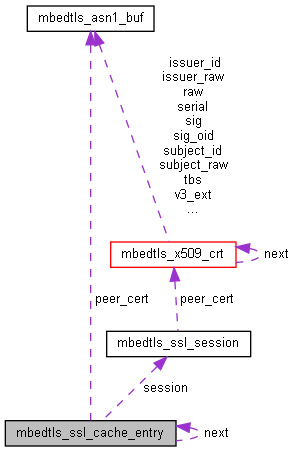 mbedtls_asn1_buf
issuer_id
issuer_raw
raw
serial
sig
sig_oid
subject_id
subject_raw
tbs
v3_ext
...
mbedtls_x509_crt
next
peer_cert
peer_cert
mbedtls_ssl_session
session
mbedtls_ssl_cache_entry
next